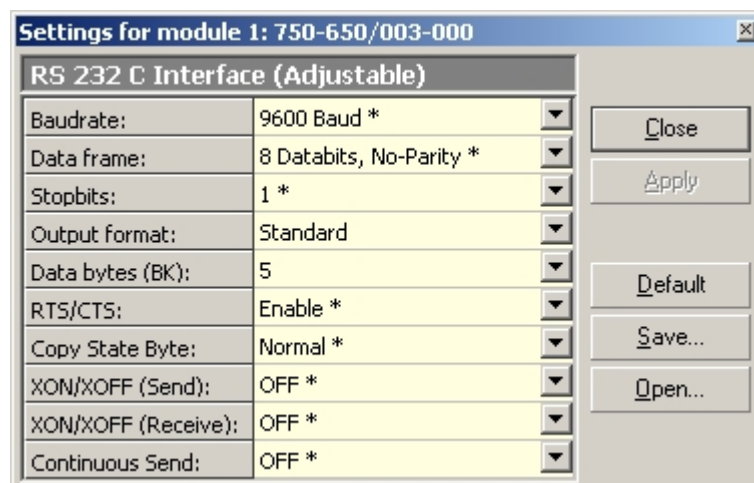 Settings for module 1: 750-650/003-000
RS 232 C Interface (Adjustable)
Baudrate: 9600 Baud *
Data frame: 8 Databits, No-Parity *
Stopbits: 1 *
Output format: Standard
Data bytes (BK): 5
RTS/CTS: Enable *
Copy State Byte: Normal *
XON/XOFF (Send): OFF *
XON/XOFF (Receive): OFF *
Continuous Send: OFF *
Close
Apply
Default
Save...
Open...